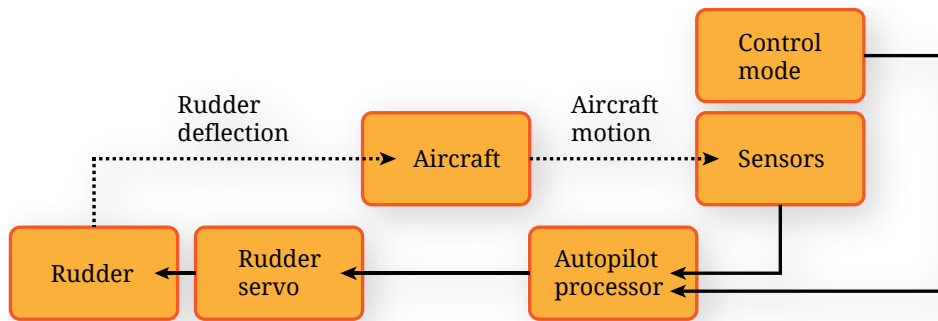 Control
mode
Rudder
deflection
Aircraft
motion
Aircraft
Sensors
Rudder
Rudder
servo
Autopilot
processor